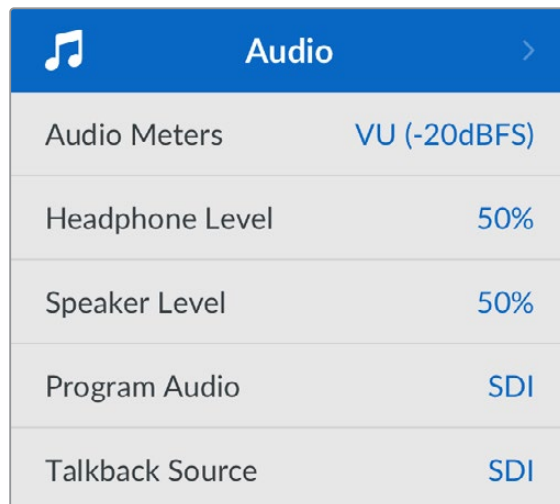 Audio
Audio Meters VU (-20dBFS)
Headphone Level 50%
Speaker Level 50%
Program Audio SDI
Talkback Source SDI